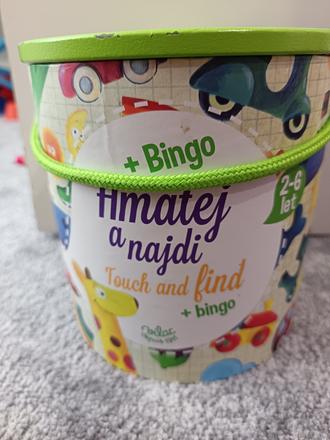 + Bingo
Hmatej
a najdi
Touch and find
+ bingo
2-6
let